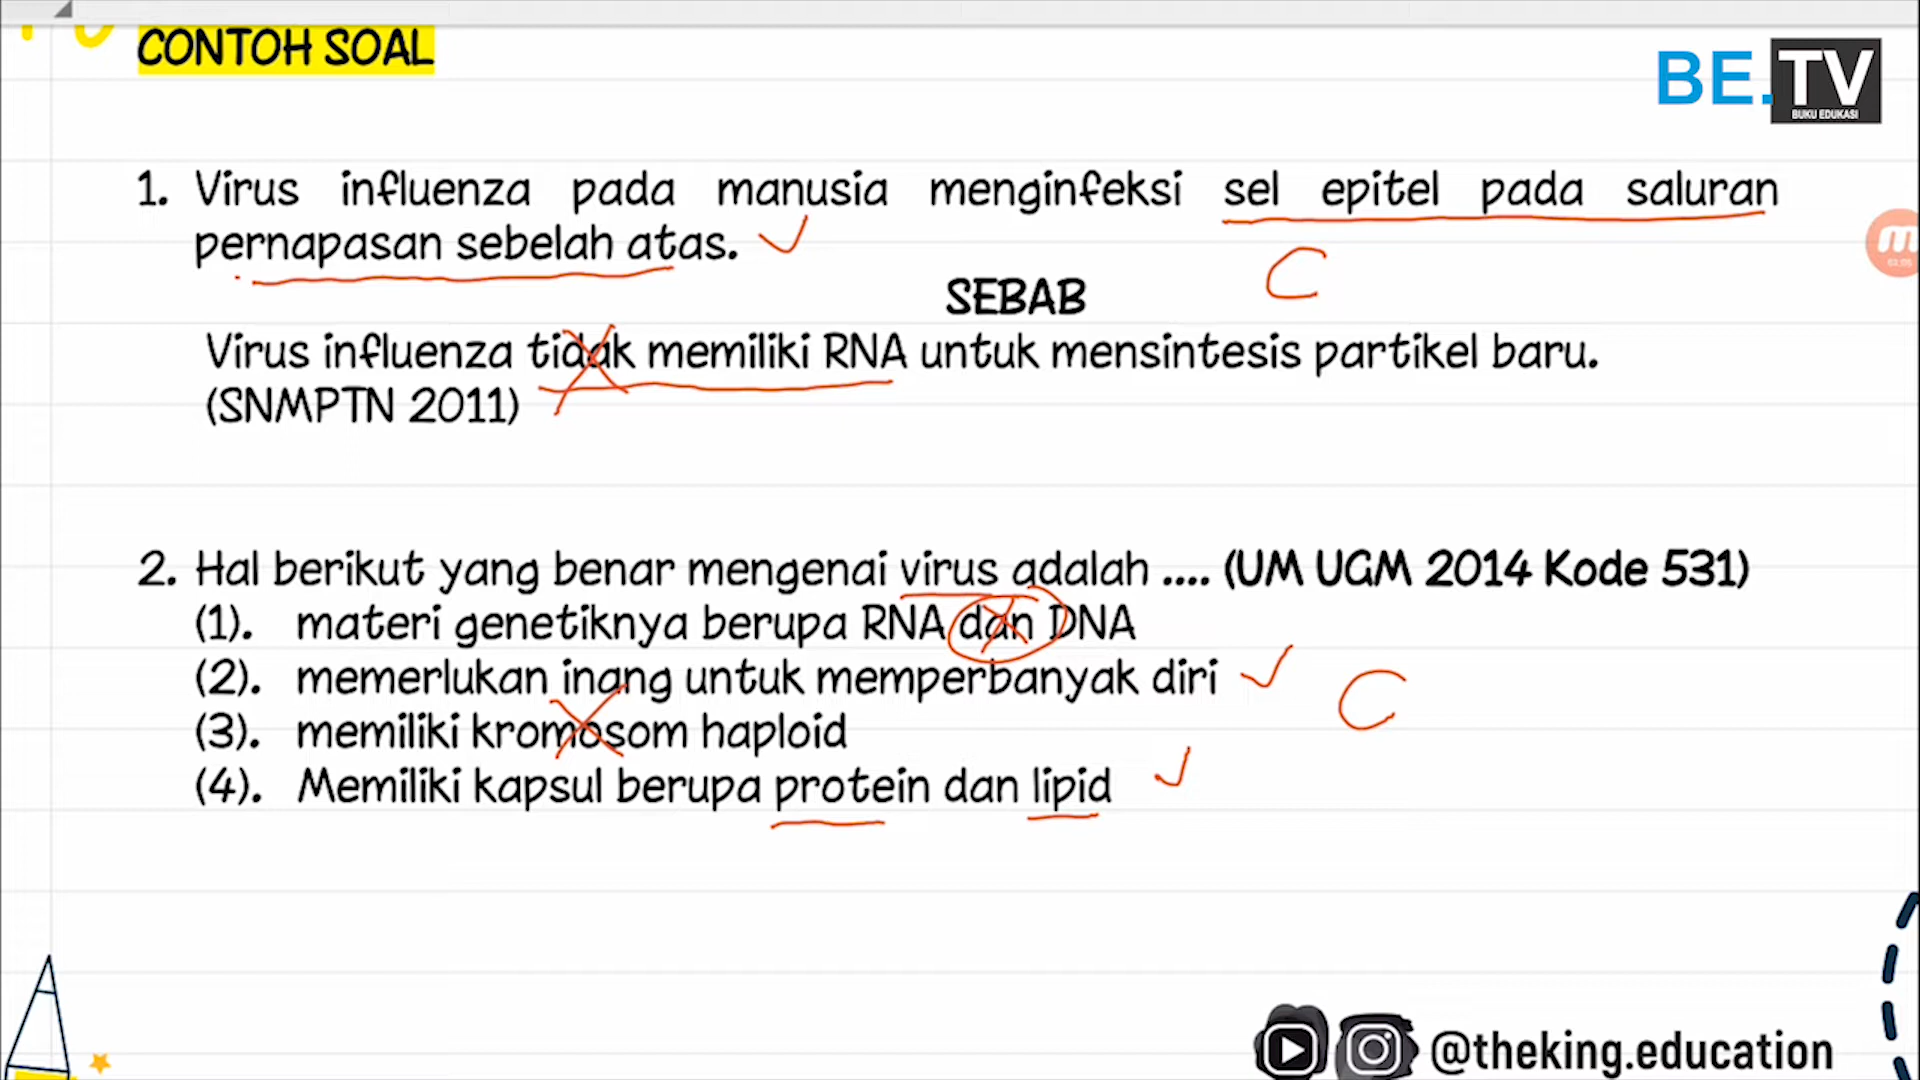 CONTOH SOAL
BE.TV
BUKU EDUKASI
1. Virus influenza pada manusia menginfeksi sel epitel pada saluran
pernapasan sebelah atas.
C
SEBAB
Virus influenza tidak memiliki RNA untuk mensintesis partikel baru.
(SNMPTN 2011)
2. Hal berikut yang benar mengenai virus adalah .... (UM UGM 2014 Kode 531)
(1). materi genetiknya berupa RNA dan DNA
(2). memerlukan inang untuk memperbanyak diri
C
(3). memiliki kromosom haploid
(4). Memiliki kapsul berupa protein dan lipid
@theking.education